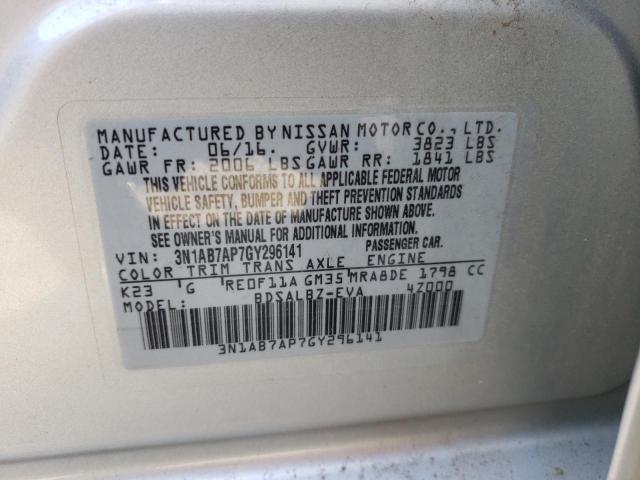 MANUFACTURED BY NISSAN MOTOR CO., LTD.
DATE: 06/16. GVWR: 3823 LBS
GAWR FR: 2006 LBS GAWR RR: 1841 LBS
THIS VEHICLE CONFORMS TO ALL APPLICABLE FEDERAL MOTOR
VEHICLE SAFETY, BUMPER AND THEFT PREVENTION STANDARDS
IN EFFECT ON THE DATE OF MANUFACTURE SHOWN ABOVE.
SEE OWNER'S MANUAL FOR ADDITIONAL INFORMATION.
VIN: 3N1AB7AP7GY296141 PASSENGER CAR.
COLOR TRIM TRANS AXLE ENGINE
K23 G RE0F11A GM35 MRA8DE 1798 CC
MODEL: BDSALBZ-EVA 4Z000
3N1AB7AP7GY296141